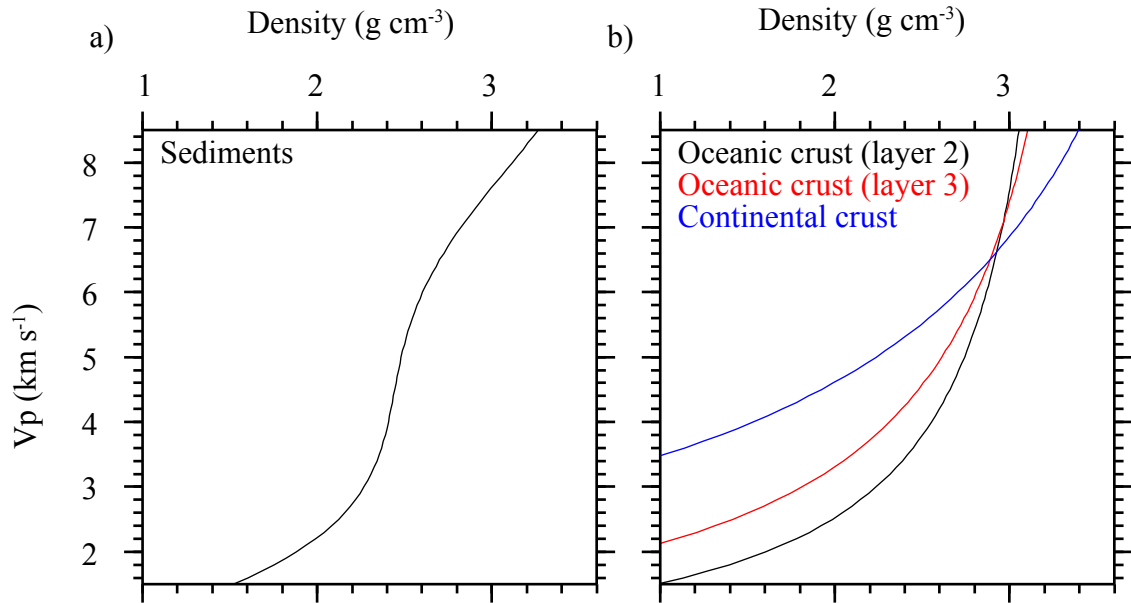 a)
Density (g cm-3)
1 2 3
Sediments
8
7
6
5
4
3
2
Vp (km s-1)
b)
Density (g cm-3)
1 2 3
Oceanic crust (layer 2)
Oceanic crust (layer 3)
Continental crust